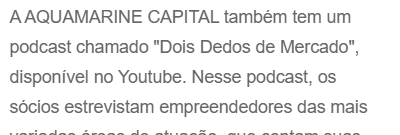 A AQUAMARINE CAPITAL também tem um
podcast chamado "Dois Dedos de Mercado",
disponível no Youtube. Nesse podcast, os
sócios estrevistam empreendedores das mais
variadas áreas de atuação, que contam suas